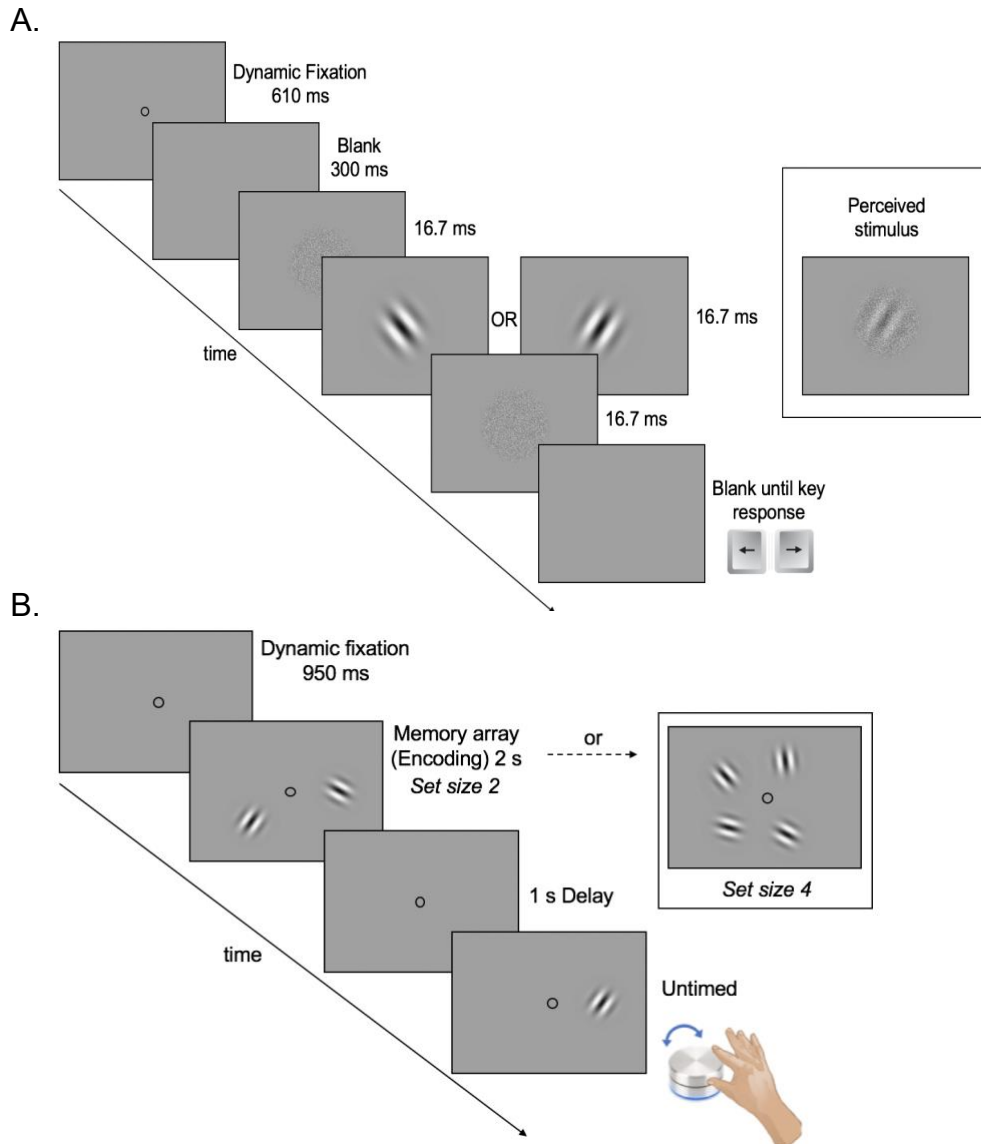 A.
Dynamic Fixation
610 ms
Blank
300 ms
16.7 ms
OR
16.7 ms
16.7 ms
Blank until key
response
time
Perceived
stimulus
B.
Dynamic fixation
950 ms
Memory array
(Encoding) 2 s
Set size 2
or
Set size 4
1 s Delay
Untimed
time